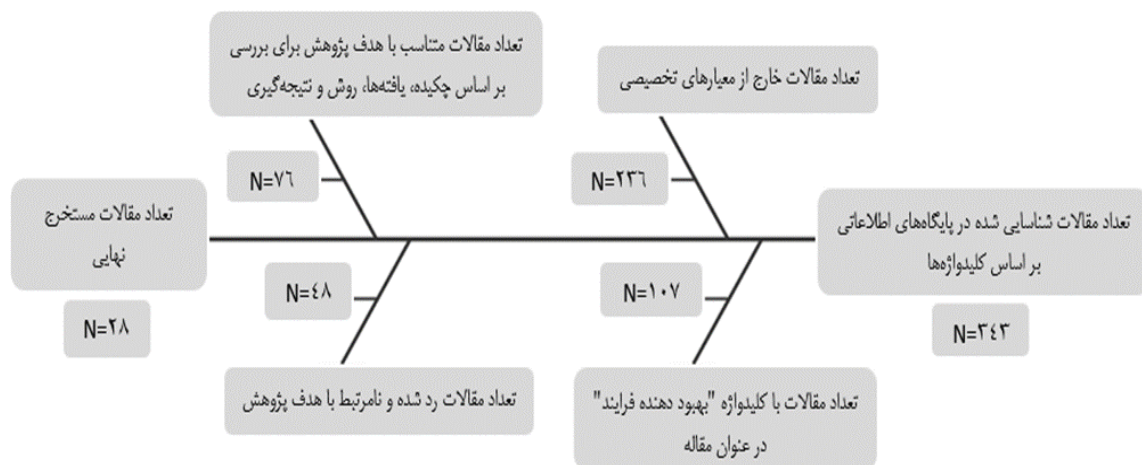 تعداد مقالات شناسایی شده در پایگاه‌های اطلاعاتی
بر اساس کلیدواژه‌ها
N=٣٤٣
تعداد مقالات خارج از معیارهای تخصیصی
N=٢٣٦
تعداد مقالات با کلیدواژه "بهبود دهنده فرایند"
در عنوان مقاله
N=١٠٧
تعداد مقالات متناسب با هدف پژوهش برای بررسی
بر اساس چکیده، یافته‌ها، روش و نتیجه‌گیری
N=٧٦
تعداد مقالات رد شده و نامرتبط با هدف پژوهش
N=٤٨
تعداد مقالات مستخرج
نهایی
N=٢٨